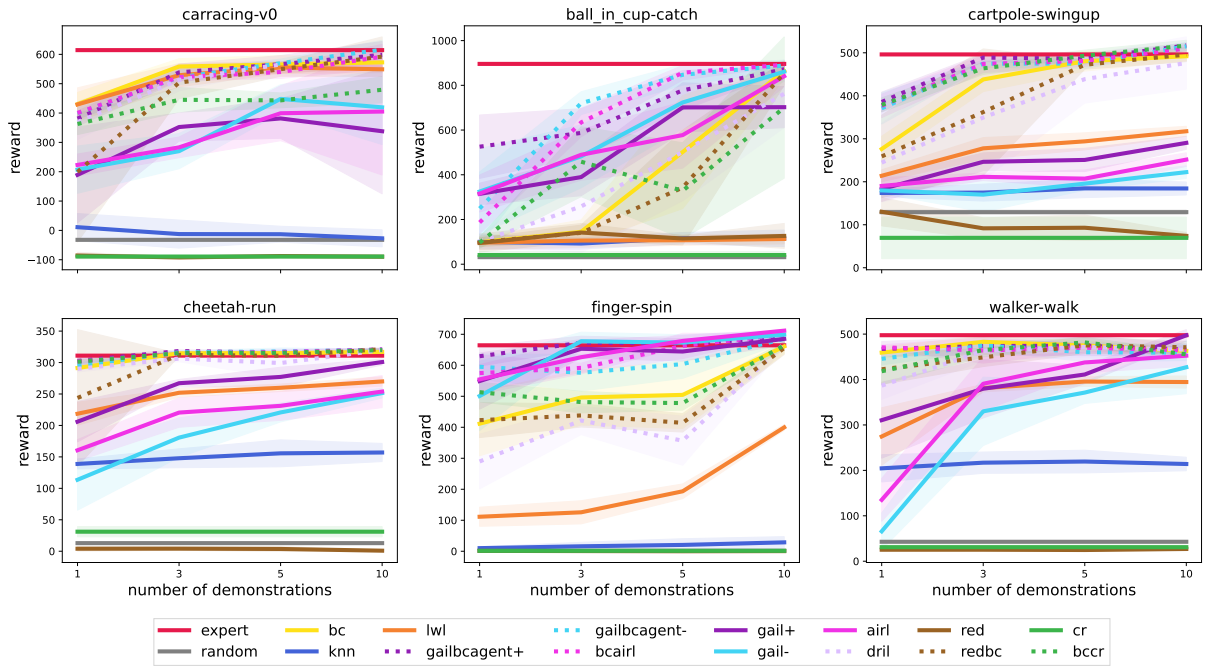 carracing-v0
ball_in_cup-catch
cartpole-swingup
reward
600
500
400
300
200
100
0
−100
reward
1000
800
600
400
200
0
reward
500
400
300
200
100
0
cheetah-run
finger-spin
walker-walk
reward
350
300
250
200
150
100
50
0
1 3 5 10
number of demonstrations
reward
700
600
500
400
300
200
100
0
1 3 5 10
number of demonstrations
reward
500
400
300
200
100
0
1 3 5 10
number of demonstrations
expert bc lwl gailbcagent- gail+ airl red cr
random knn gailbcagent+ bcairl gail- dril redbc bccr